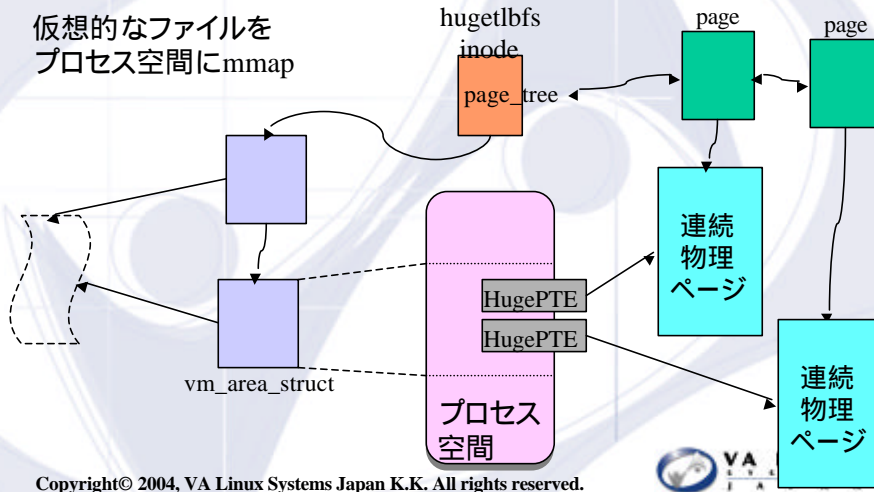 仮想的なファイルを
プロセス空間にmmap
hugetlbfs
inode
page_tree
page
page
連続
物理
ページ
HugePTE
HugePTE
vm_area_struct
プロセス
空間
連続
物理
ページ
Copyright© 2004, VA Linux Systems Japan K.K. All rights reserved.
VA